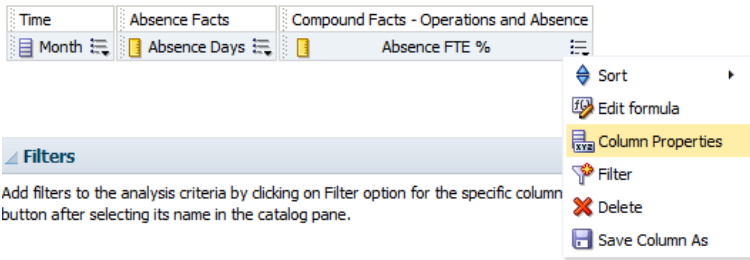 Time
Absence Facts
Compound Facts - Operations and Absence
Month
Absence Days
Absence FTE %
Sort
Edit formula
Column Properties
Filter
Delete
Save Column As
Filters
Add filters to the analysis criteria by clicking on Filter option for the specific column
button after selecting its name in the catalog pane.